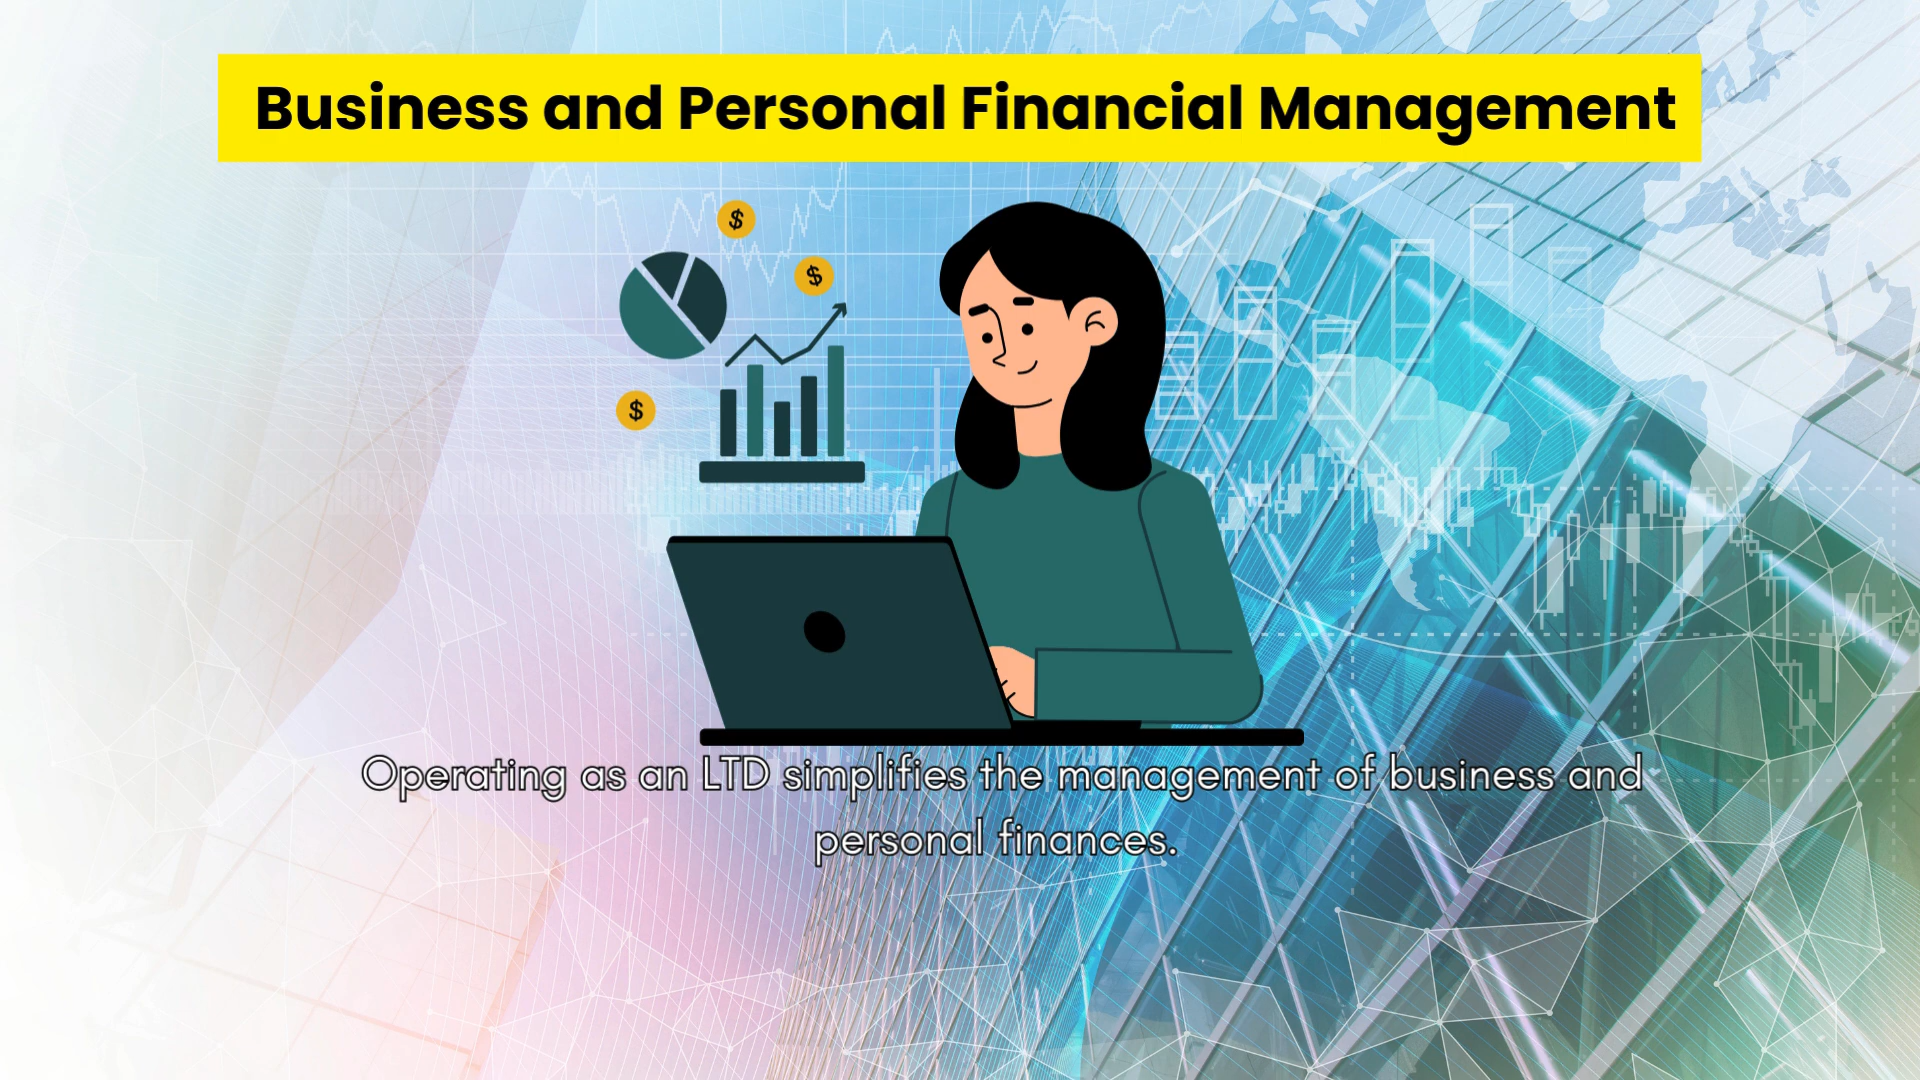 Business and Personal Financial Management
$
$
$
Operating as an LTD simplifies the management of business and
personal finances.